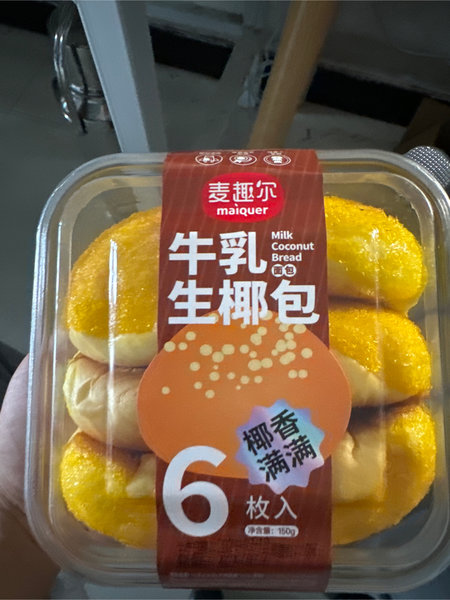 麦趣尔
maiquer
牛乳
Milk
Coconut
Bread
面包
生椰包
椰香
满满
6
枚入
净含量：150g